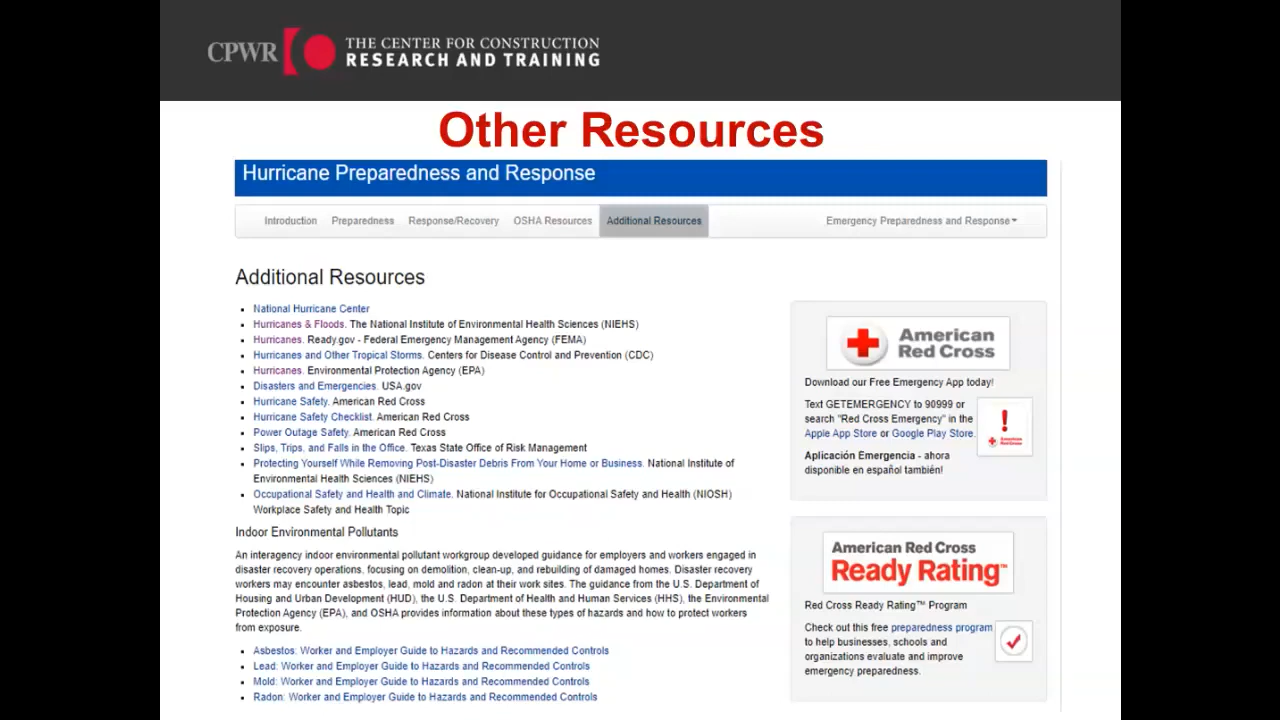 CPWR THE CENTER FOR CONSTRUCTION
RESEARCH AND TRAINING
Other Resources
Hurricane Preparedness and Response
Introduction Preparedness Response/Recovery OSHA Resources Additional Resources Emergency Preparedness and Response
Additional Resources
National Hurricane Center
Hurricanes & Floods. The National Institute of Environmental Health Sciences (NIEHS)
Hurricanes. Ready.gov - Federal Emergency Management Agency (FEMA)
Hurricanes and Other Tropical Storms. Centers for Disease Control and Prevention (CDC)
Hurricanes. Environmental Protection Agency (EPA)
Disasters and Emergencies. USA.gov
Hurricane Safety. American Red Cross
Hurricane Safety Checklist. American Red Cross
Power Outage Safety. American Red Cross
Slips, Trips, and Falls in the Office. Texas State Office of Risk Management
Protecting Yourself While Removing Post-Disaster Debris From Your Home or Business. National Institute of
Environmental Health Sciences (NIEHS)
Occupational Safety and Health and Climate. National Institute for Occupational Safety and Health (NIOSH)
Workplace Safety and Health Topic
Indoor Environmental Pollutants
An interagency indoor environmental pollutant workgroup developed guidance for employers and workers engaged in
disaster recovery operations, focusing on demolition, clean-up, and rebuilding of damaged homes. Disaster recovery
workers may encounter asbestos, lead, mold and radon at their work sites. The guidance from the U.S. Department of
Housing and Urban Development (HUD), the U.S. Department of Health and Human Services (HHS), the Environmental
Protection Agency (EPA), and OSHA provides information about these types of hazards and how to protect workers
from exposure.
Asbestos: Worker and Employer Guide to Hazards and Recommended Controls
Lead: Worker and Employer Guide to Hazards and Recommended Controls
Mold: Worker and Employer Guide to Hazards and Recommended Controls
Radon: Worker and Employer Guide to Hazards and Recommended Controls
American
Red Cross
Download our Free Emergency App today!
Text GETEMERGENCY to 90999 or
search "Red Cross Emergency" in the
Apple App Store or Google Play Store.
!
American
Red Cross
Aplicación Emergencia - ahora
disponible en español también!
American Red Cross
Ready Rating™
Red Cross Ready Rating™ Program
Check out this free preparedness program
to help businesses, schools and
organizations evaluate and improve
emergency preparedness.